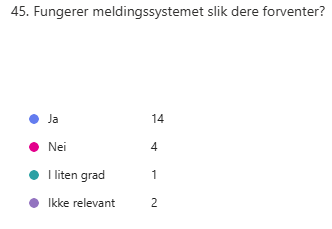 45. Fungerer meldingssystemet slik dere forventer?
Ja 14
Nei 4
I liten grad 1
Ikke relevant 2